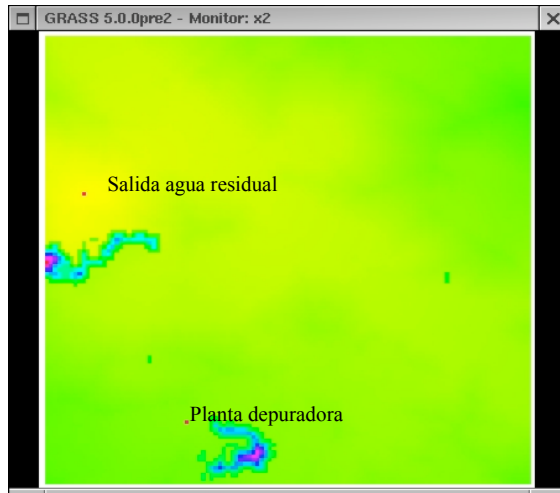 GRASS 5.0.0pre2 - Monitor: x2
Salida agua residual
Planta depuradora